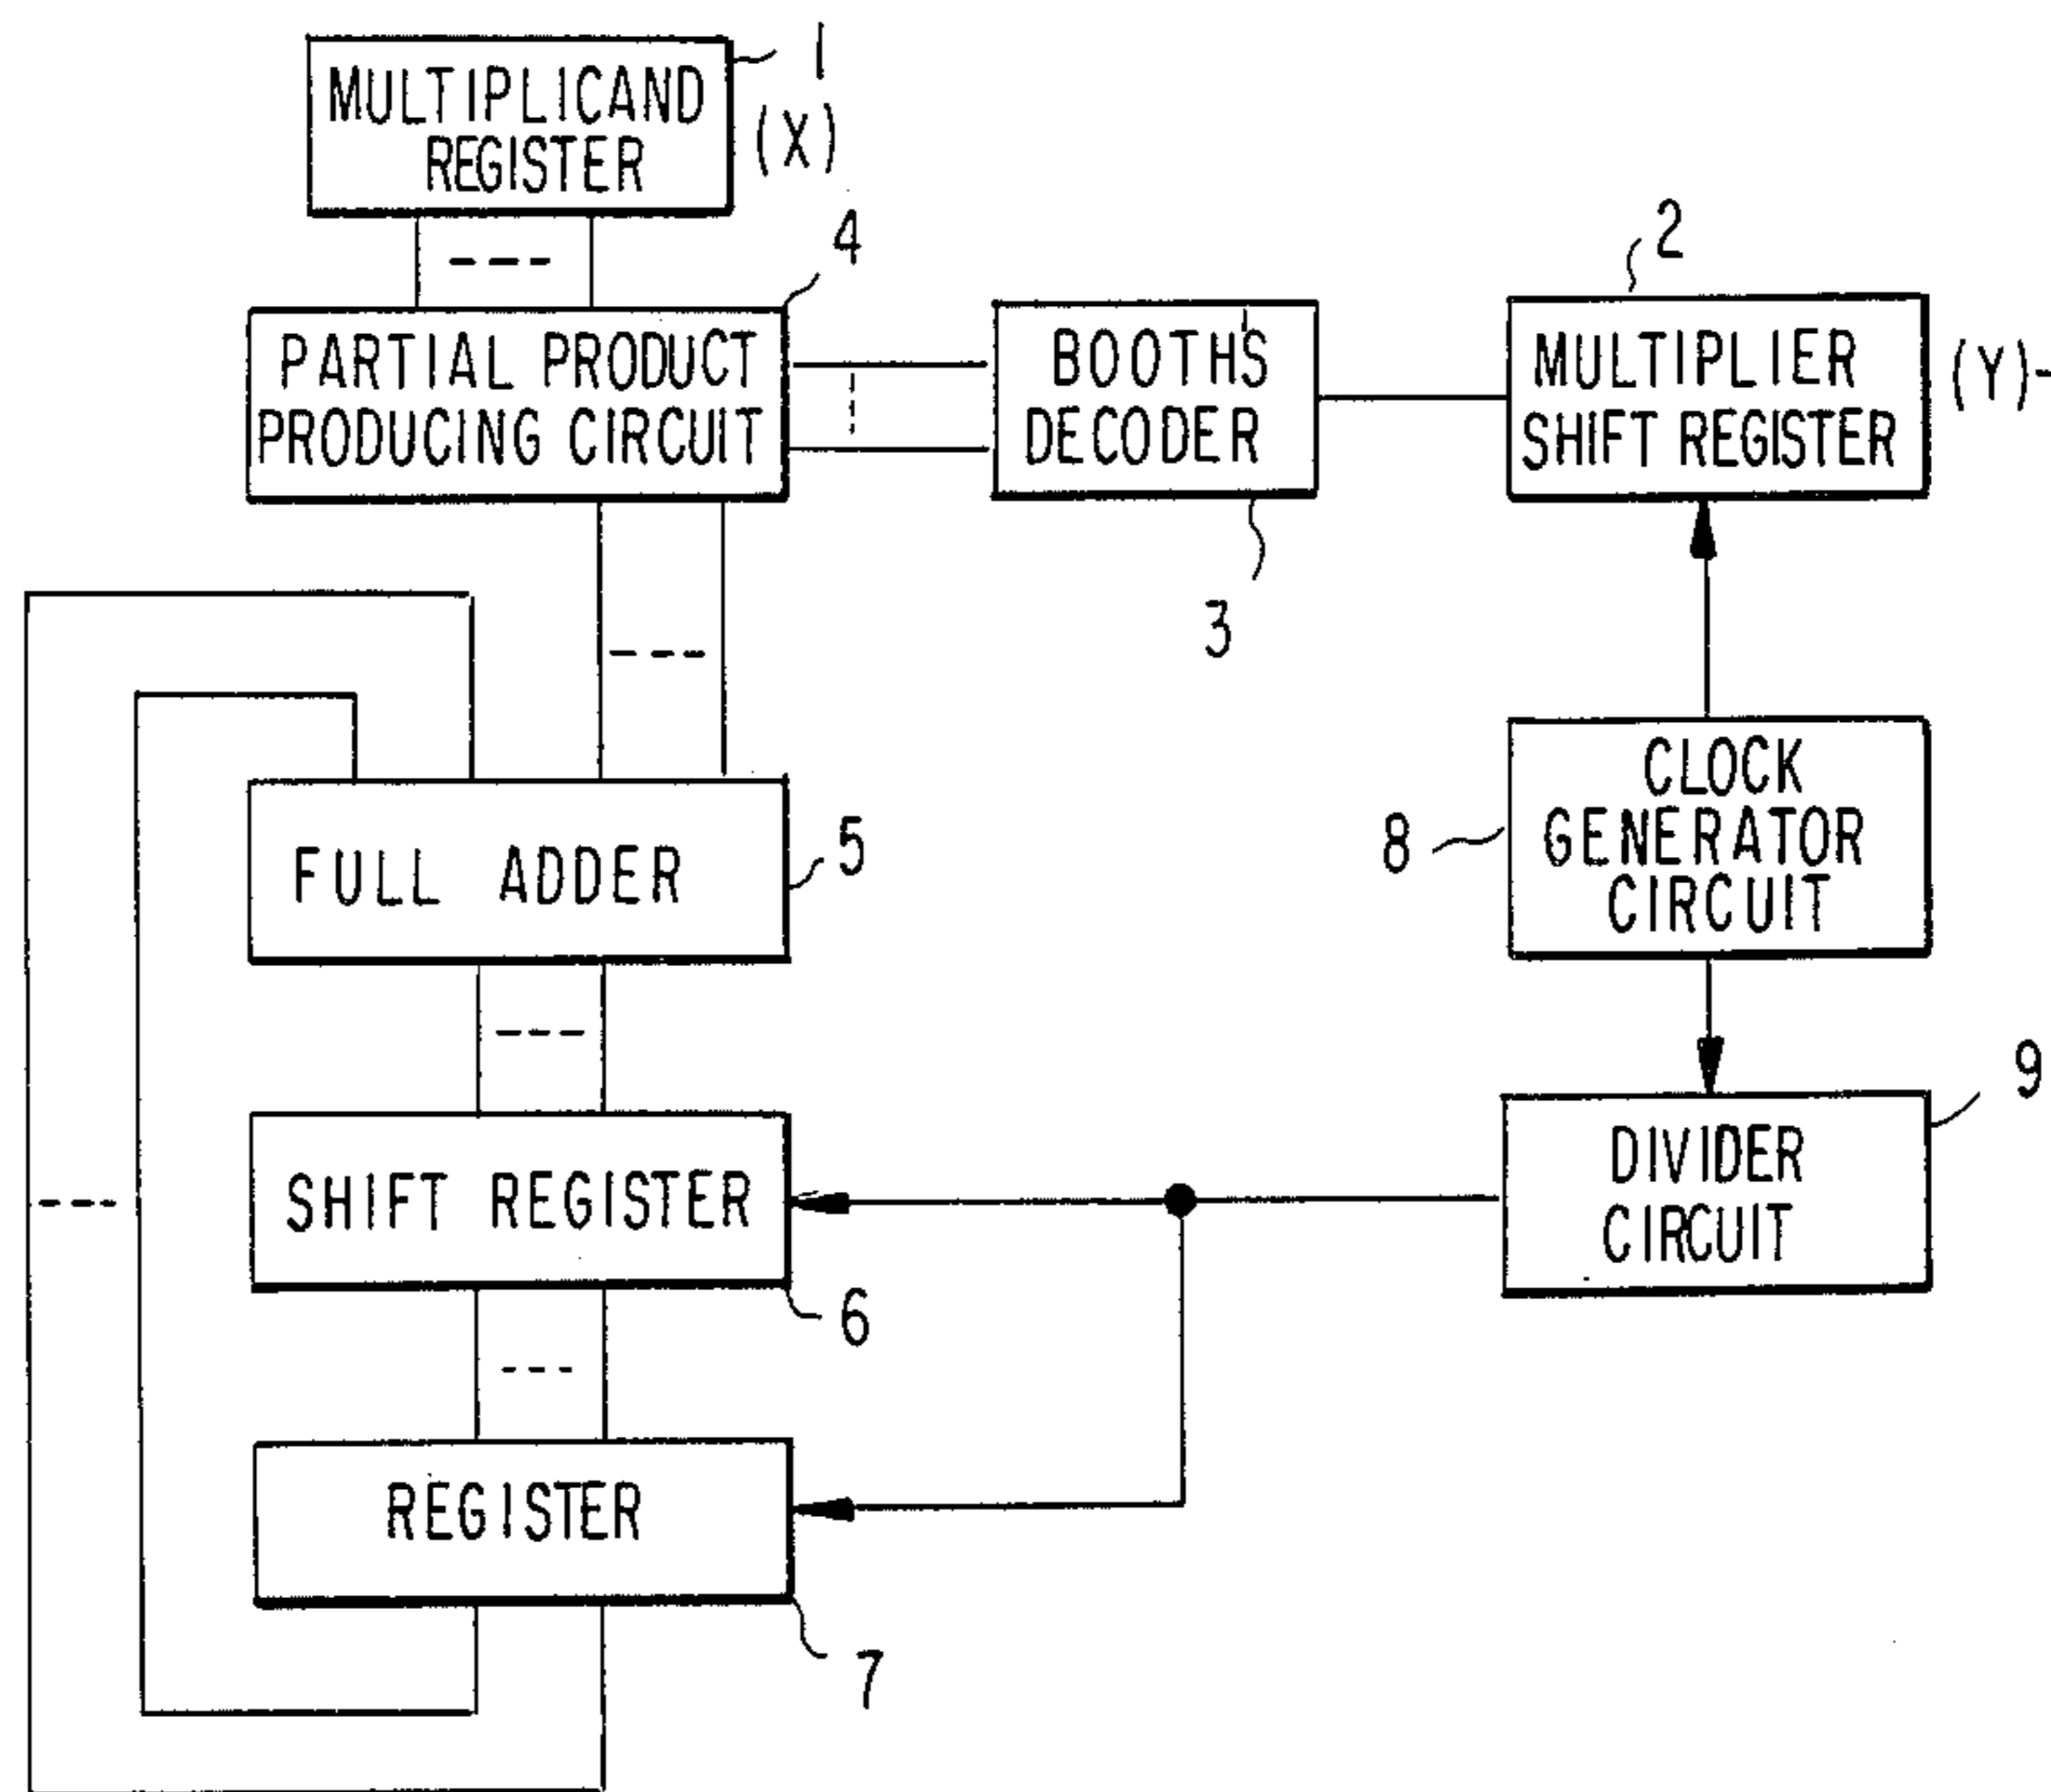 1
MULTIPLICAND
REGISTER
(X)
4
2
PARTIAL PRODUCT
PRODUCING CIRCUIT
BOOTHS
DECODER
MULTIPLIER
SHIFT REGISTER
(Y)-
3
CLOCK
GENERATOR
CIRCUIT
8
FULL ADDER
5
9
DIVIDER
CIRCUIT
SHIFT REGISTER
6
REGISTER
7